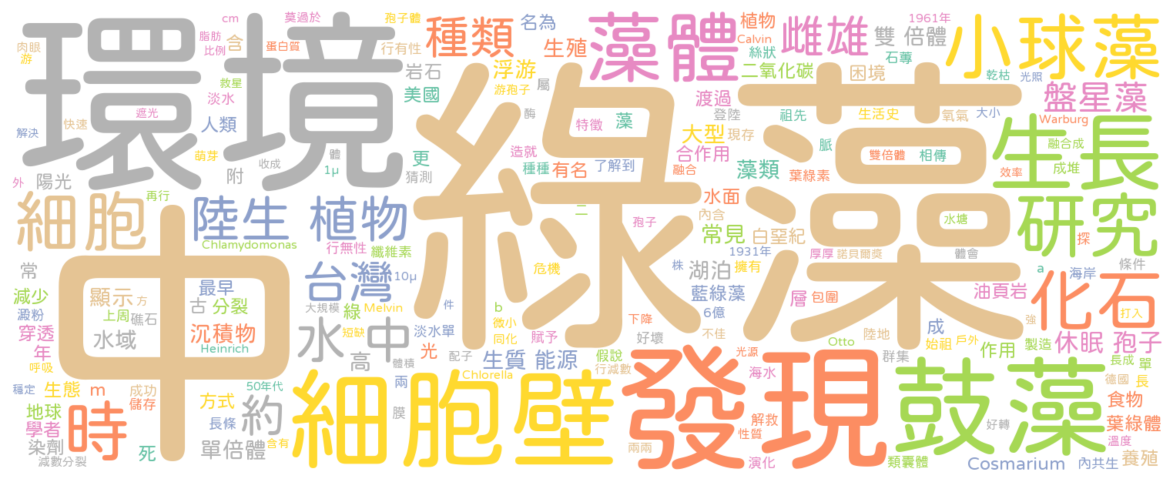 肉眼 脂肪 cm 莫過於 孢子體 名為 植物 1961年
比例 蛋白質 行有性 種類 生殖 藻體 Calvin 雌雄 雙 倍體 小球藻
游 環境 含 絲狀 石蓴
救星 岩石 浮游 二氧化碳 困境 乾枯 光照
淡水 美國 游孢子 屬 渡過 登陸 祖先 生活史 氧氣 大小 盤星藻
遮光 酶 特徵 藻 大型 現存 Warburg
解決 快速 人類 綠藻 脈 生長
萌芽 更 造就 種種 有名 了解到 合作用 雙倍體 相傳 融合成
收成 體 1μ 猜測 融合 藻類 葉綠素 效率 成堆
外 陽光 附
再行 水面 內含
細胞 陸生 植物 二 孢子 水塘 研究
中 Chlamydomonas 行無性 纖維素 常見 白堊紀 體會 探
常 台灣 10μ 危機 株 厚厚 諾貝爾獎 1931年 條件
減少 顯示 最早 湖泊 擁有 a 海岸
澱粉 方 古 分裂 大規模 件 b 藍綠藻 層 包圍 油頁岩 化石
上周 礁石 綠 Melvin 微小 6億 打入
穿透 水域 沉積物 水中 短缺 淡水單 賦予 下降 不佳 陸地 成 強
年 Heinrich 同化 好壞 Otto 始祖 戶外 休眠 孢子
呼吸 高 體積 配子 光 生質 能源 假說 光源 群集 作用 製造
穩定 生態 m 成功 50年代 兩 Chlorella 行減數 海水 長成 單
儲存 方式 約 細胞壁 發現 鼓藻 德國 長
地球 時 長條 膜 解救 食物
學者 性質 好轉 葉綠體
染劑 死 單倍體 含有 兩兩 溫度
減數分裂 演化 類囊體 Cosmarium 內共生 養殖